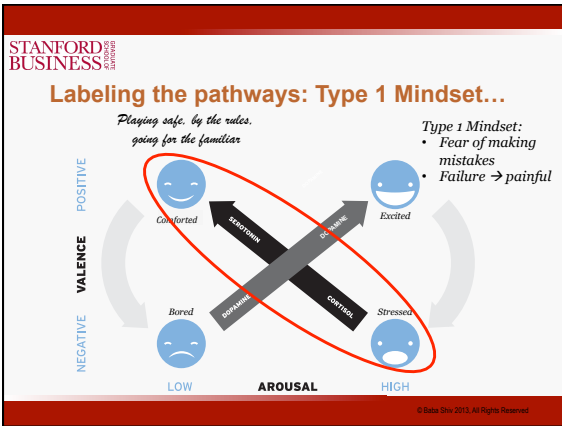 STANFORD
BUSINESS
GRADUATE
SCHOOL OF
Labeling the pathways: Type 1 Mindset…
Playing safe, by the rules,
going for the familiar
Type 1 Mindset:
• Fear of making
mistakes
• Failure → painful
POSITIVE
VALENCE
NEGATIVE
Comforted
Excited
SEROTONIN
DOPAMINE
DOPAMINE
CORTISOL
Bored
Stressed
LOW
AROUSAL
HIGH
© Baba Shiv 2013, All Rights Reserved